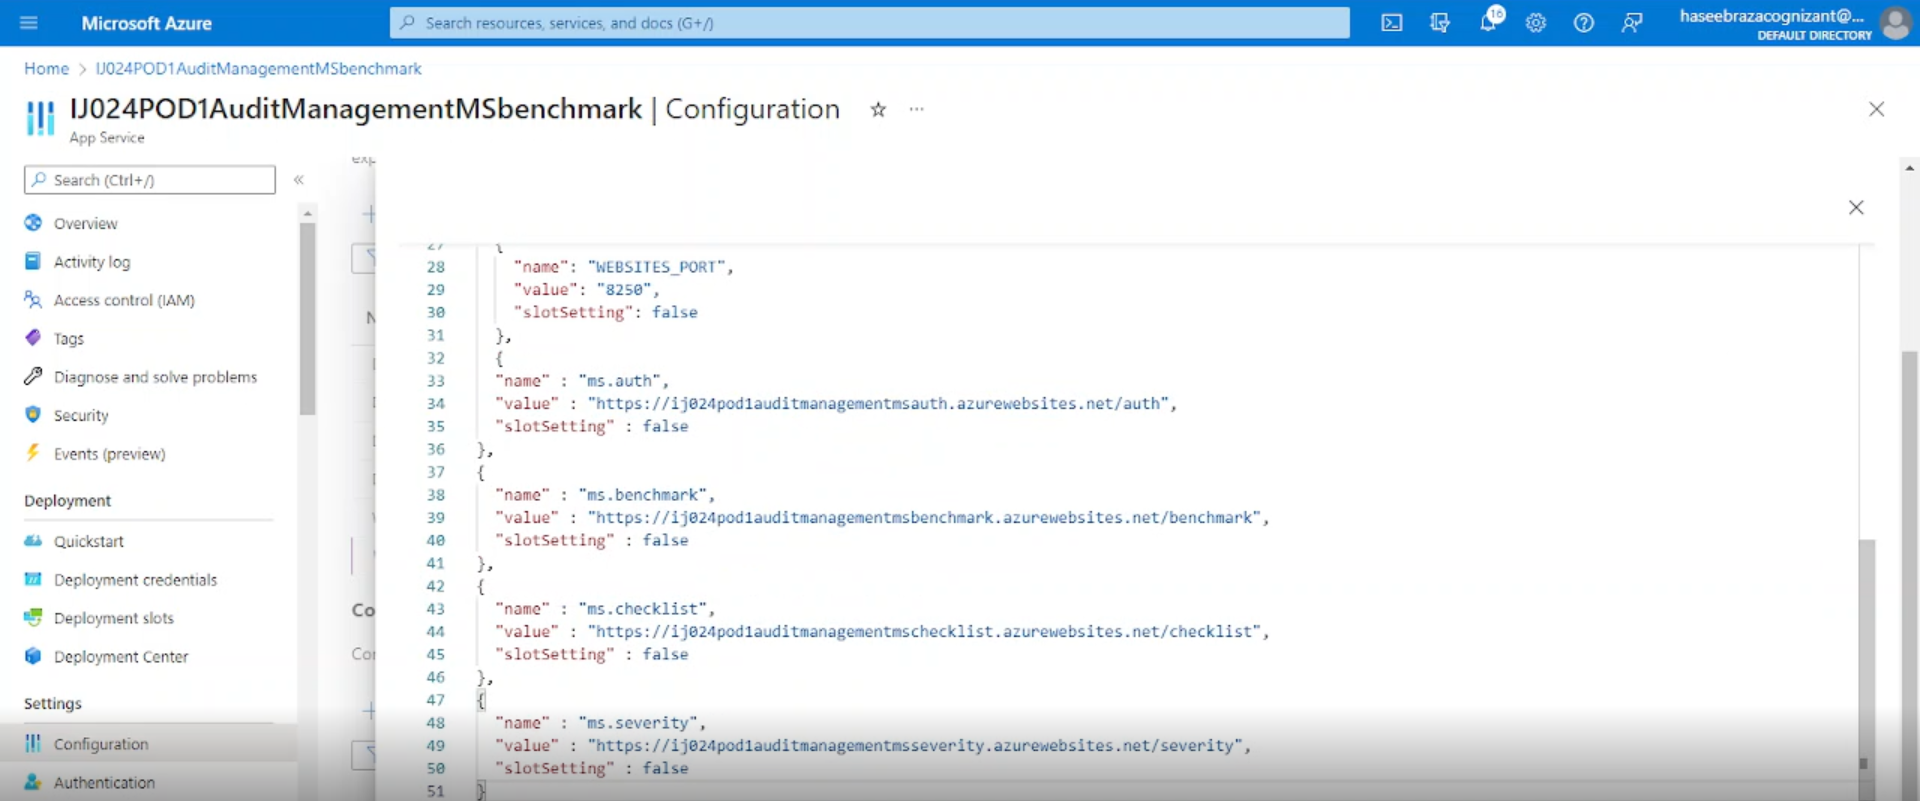 Microsoft Azure
Search resources, services, and docs (G+/)
16
haseebrazacognizant@...
DEFAULT DIRECTORY
Home > IJ024POD1AuditManagementMSbenchmark
IJ024POD1AuditManagementMSbenchmark | Configuration
App Service
Search (Ctrl+/)
«
Overview
Activity log
Access control (IAM)
Tags
Diagnose and solve problems
Security
Events (preview)
Deployment
Quickstart
Deployment credentials
Deployment slots
Deployment Center
Settings
Configuration
Authentication
Co
Con
27 {
28 "name": "WEBSITES_PORT",
29 "value": "8250",
30 "slotSetting": false
31 },
32 {
33 "name" : "ms.auth",
34 "value" : "https://ij024pod1auditmanagementmsauth.azurewebsites.net/auth",
35 "slotSetting" : false
36 },
37 {
38 "name" : "ms.benchmark",
39 "value" : "https://ij024pod1auditmanagementmsbenchmark.azurewebsites.net/benchmark",
40 "slotSetting" : false
41 },
42 {
43 "name" : "ms.checklist",
44 "value" : "https://ij024pod1auditmanagementmschecklist.azurewebsites.net/checklist",
45 "slotSetting" : false
46 },
47 {
48 "name" : "ms.severity",
49 "value" : "https://ij024pod1auditmanagementmsseverity.azurewebsites.net/severity",
50 "slotSetting" : false
51 }